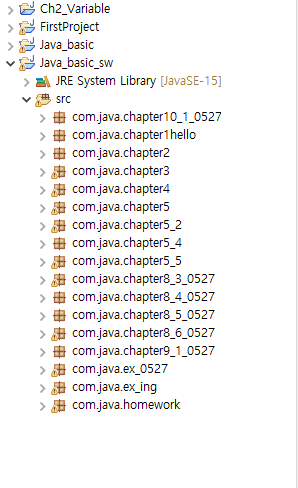 Ch2_Variable
FirstProject
Java_basic
Java_basic_sw
JRE System Library [JavaSE-15]
src
com.java.chapter10_1_0527
com.java.chapter1hello
com.java.chapter2
com.java.chapter3
com.java.chapter4
com.java.chapter5
com.java.chapter5_2
com.java.chapter5_4
com.java.chapter5_5
com.java.chapter8_3_0527
com.java.chapter8_4_0527
com.java.chapter8_5_0527
com.java.chapter8_6_0527
com.java.chapter9_1_0527
com.java.ex_0527
com.java.ex_ing
com.java.homework